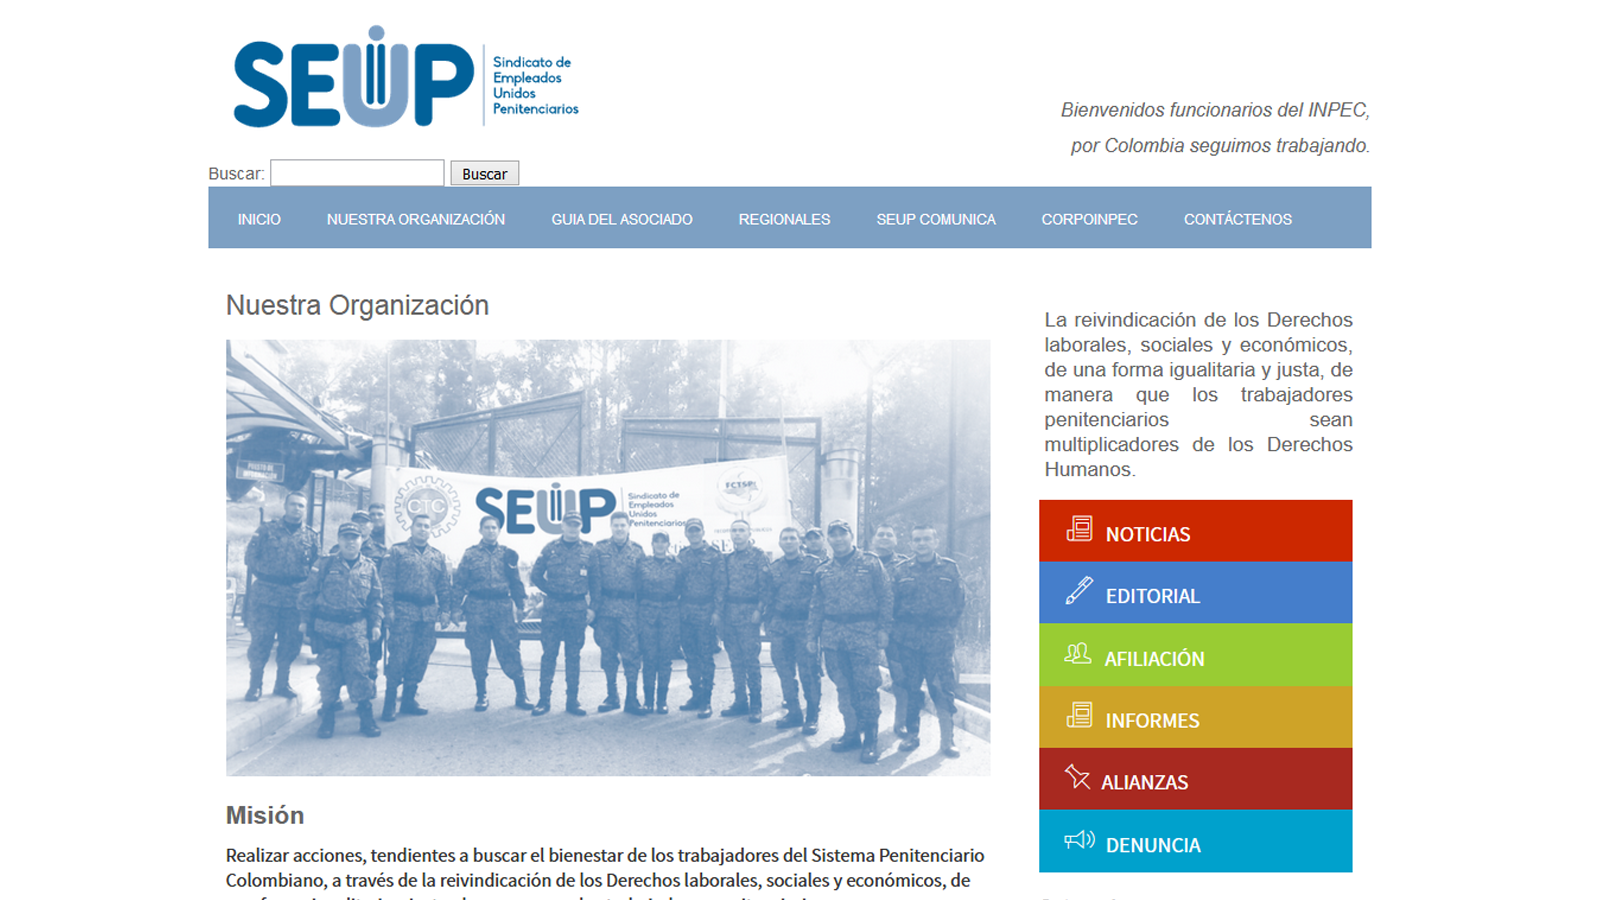 SEUP
Sindicato de
Empleados
Unidos
Penitenciarios
Bienvenidos funcionarios del INPEC,
por Colombia seguimos trabajando.
Buscar:
Buscar
INICIO
NUESTRA ORGANIZACIÓN
GUIA DEL ASOCIADO
REGIONALES
SEUP COMUNICA
CORPOINPEC
CONTÁCTENOS
Nuestra Organización
PUESTO DE
INFORMACIÓN
CTC
SEUP
Sindicato de
Empleados
Unidos
Penitenciarios
FCTSP
Misión
Realizar acciones, tendientes a buscar el bienestar de los trabajadores del Sistema Penitenciario
Colombiano, a través de la reivindicación de los Derechos laborales, sociales y económicos, de
La reivindicación de los Derechos
laborales, sociales y económicos,
de una forma igualitaria y justa, de
manera que los trabajadores
penitenciarios sean
multiplicadores de los Derechos
Humanos.
NOTICIAS
EDITORIAL
AFILIACIÓN
INFORMES
ALIANZAS
DENUNCIA